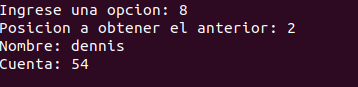 Ingrese una opcion: 8
Posicion a obtener el anterior: 2
Nombre: dennis
Cuenta: 54